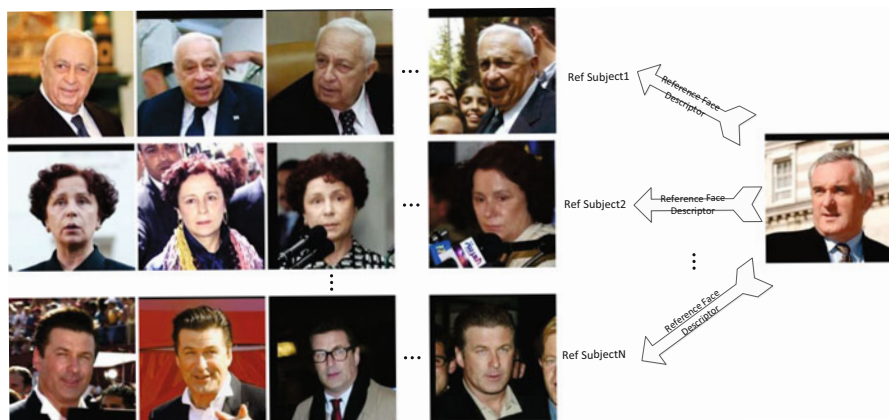 ...
Ref Subject1
Reference Face
Descriptor
...
Ref Subject2
Reference Face
Descriptor
...
Ref SubjectN
Reference Face
Descriptor